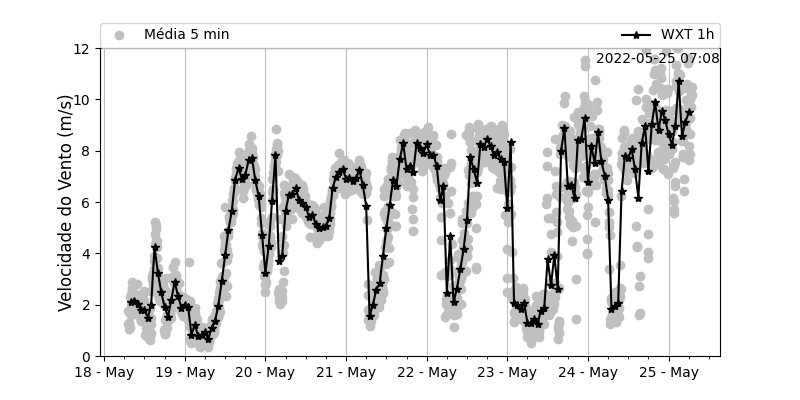 Média 5 min WXT 1h
2022-05-25 07:08
Velocidade do Vento (m/s)
12
10
8
6
4
2
0
18 - May 19 - May 20 - May 21 - May 22 - May 23 - May 24 - May 25 - May